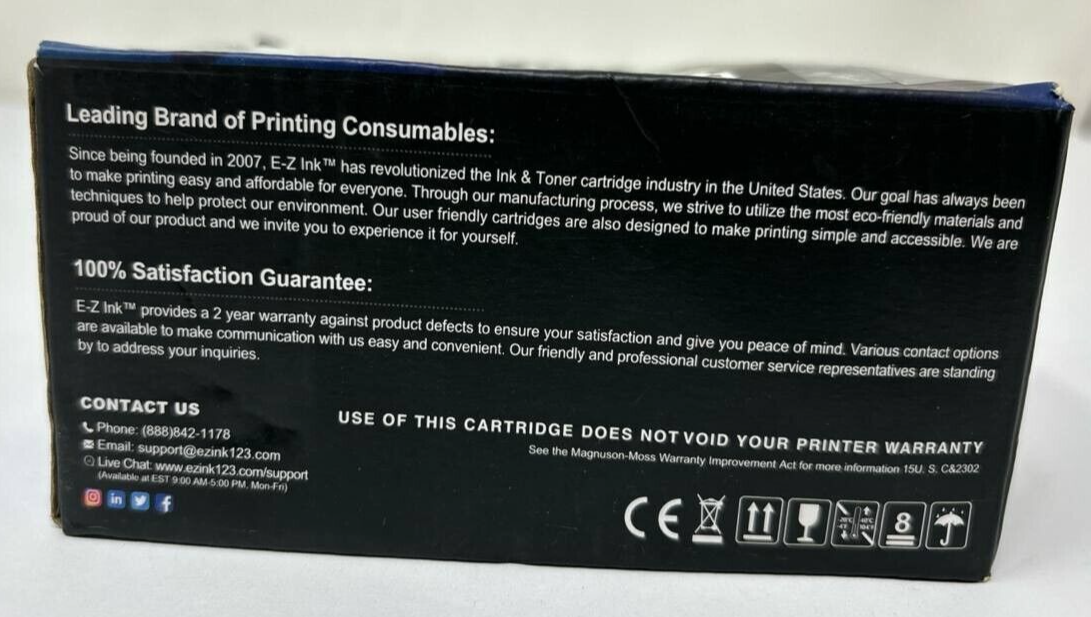 Leading Brand of Printing Consumables:
Since being founded in 2007, E-Z Ink™ has revolutionized the Ink & Toner cartridge industry in the United States. Our goal has always been
to make printing easy and affordable for everyone. Through our manufacturing process, we strive to utilize the most eco-friendly materials and
techniques to help protect our environment. Our user friendly cartridges are also designed to make printing simple and accessible. We are
proud of our product and we invite you to experience it for yourself.
100% Satisfaction Guarantee:
E-Z Ink™ provides a 2 year warranty against product defects to ensure your satisfaction and give you peace of mind. Various contact options
are available to make communication with us easy and convenient. Our friendly and professional customer service representatives are standing
by to address your inquiries.
CONTACT US
Phone: (888)842-1178
Email: support@ezink123.com
Live Chat: www.ezink123.com/support
(Available at EST 9:00 AM-5:00 PM. Mon-Fri)
USE OF THIS CARTRIDGE DOES NOT VOID YOUR PRINTER WARRANTY
See the Magnuson-Moss Warranty Improvement Act for more information 15U. S. C&2302
CE
8